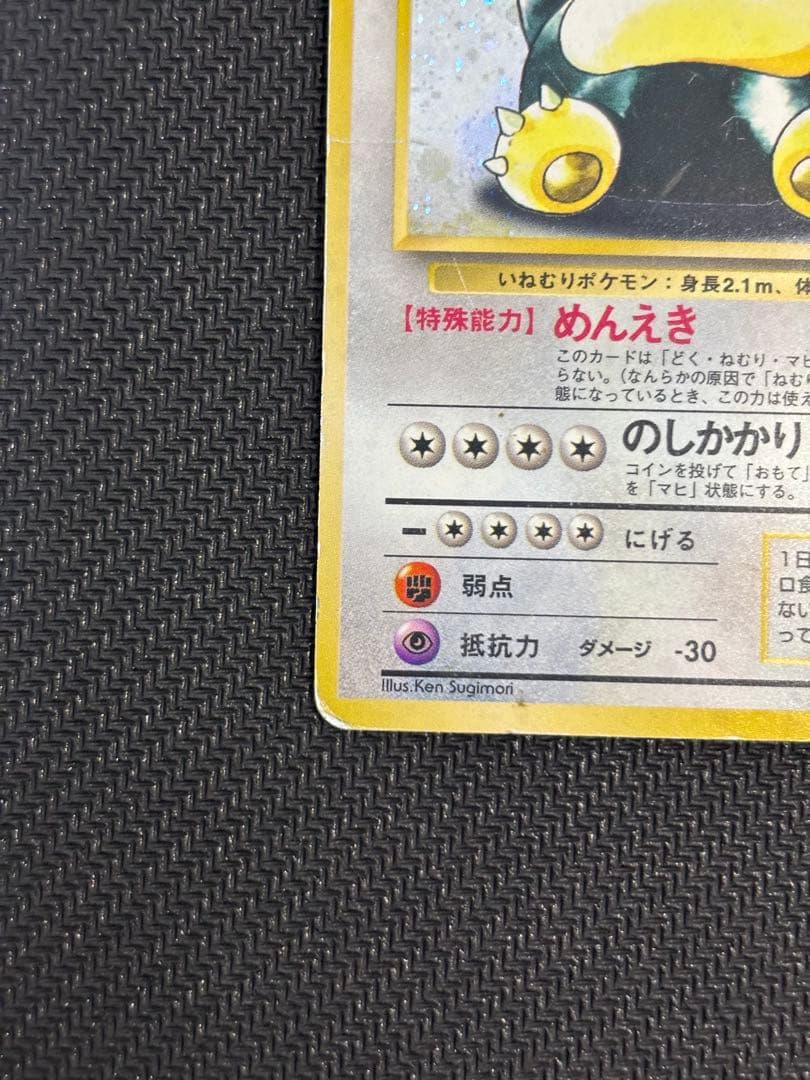 いねむりポケモン：身長2.1m、体
【特殊能力】めんえき
このカードは「どく・ねむり・マヒ
らない。（なんらかの原因で「ねむり
態になっているとき、この力は使え
のしかかり
コインを投げて「おもて」
を「マヒ」状態にする。
ー にげる
弱点
抵抗力 ダメージ -30
1日
口食
ない
って
Illus.Ken Sugimori